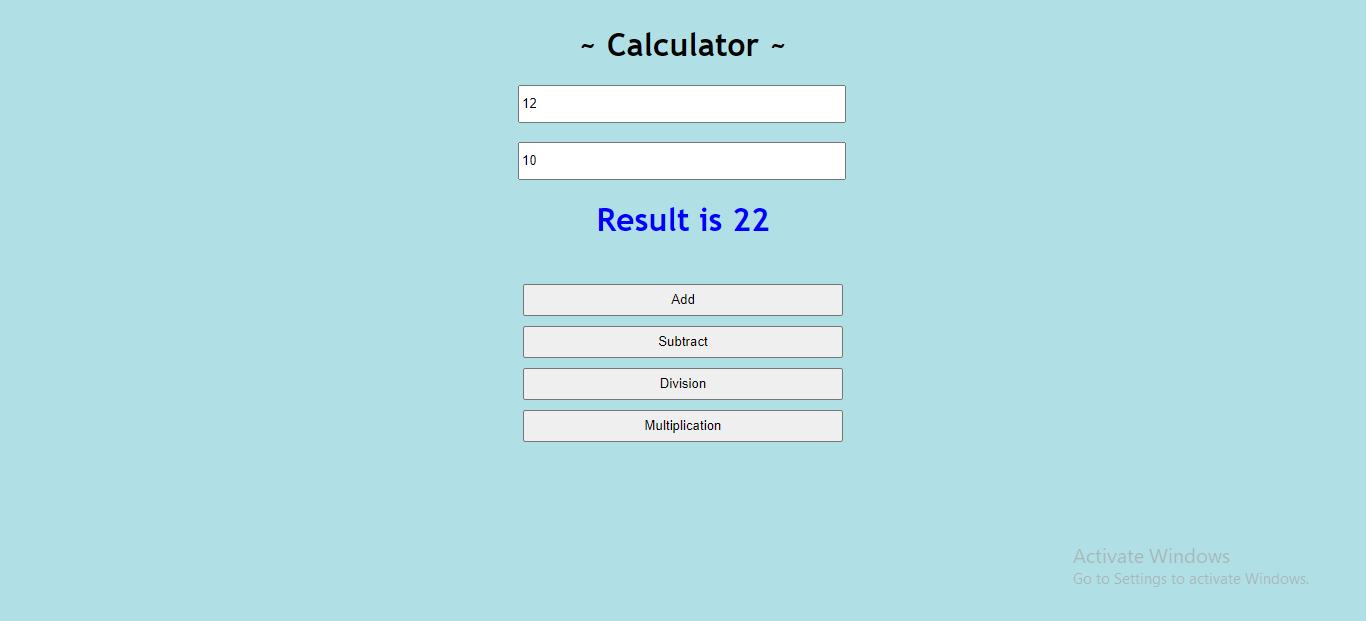 ~ Calculator ~
12
10
Result is 22
Add
Subtract
Division
Multiplication
Activate Windows
Go to Settings to activate Windows.